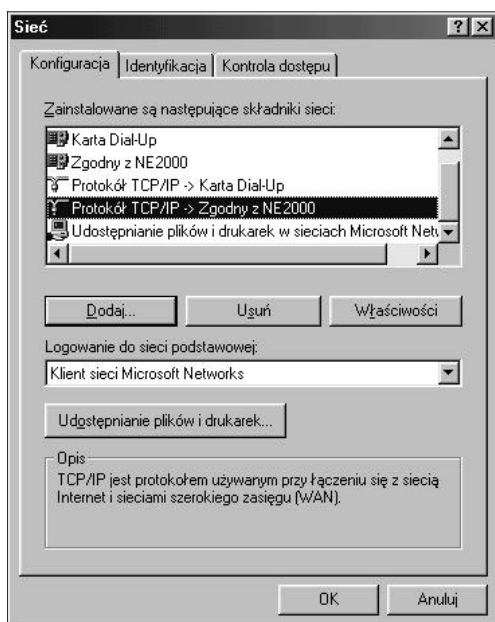 Sieć
Konfiguracja Identyfikacja Kontrola dostępu
Zainstalowane są następujące składniki sieci:
Karta Dial-Up
Zgodny z NE2000
Protokół TCP/IP -> Karta Dial-Up
Protokół TCP/IP -> Zgodny z NE2000
Udostępnianie plików i drukarek w sieciach Microsoft Netw
Dodaj... Usuń Właściwości
Logowanie do sieci podstawowej:
Klient sieci Microsoft Networks
Udostępnianie plików i drukarek...
Opis
TCP/IP jest protokołem używanym przy łączeniu się z siecią
Internet i sieciami szerokiego zasięgu (WAN).
OK Anuluj